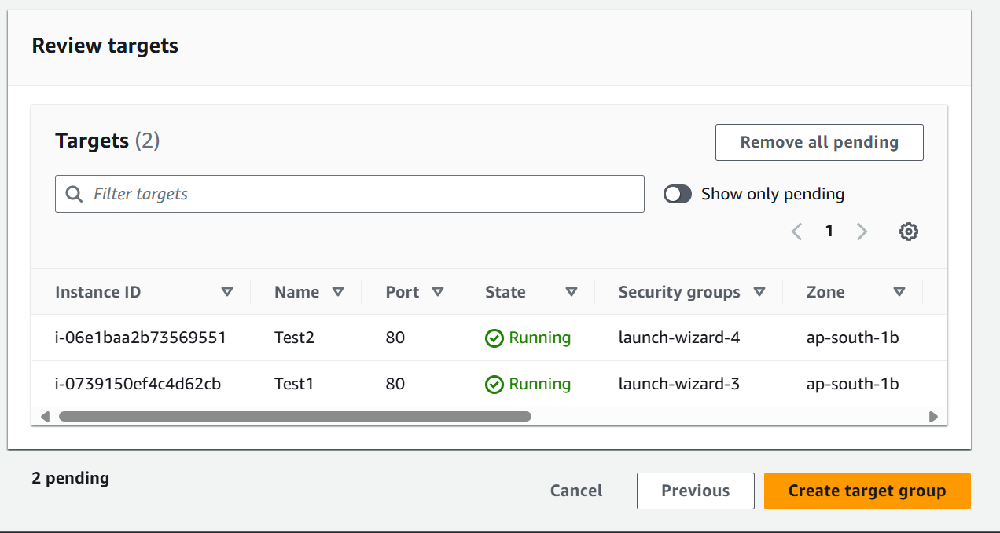 Review targets
Targets (2)
Remove all pending
Filter targets
Show only pending
1
Instance ID Name Port State Security groups Zone
i-06e1baa2b73569551 Test2 80 Running launch-wizard-4 ap-south-1b
i-0739150ef4c4d62cb Test1 80 Running launch-wizard-3 ap-south-1b
2 pending
Cancel Previous Create target group